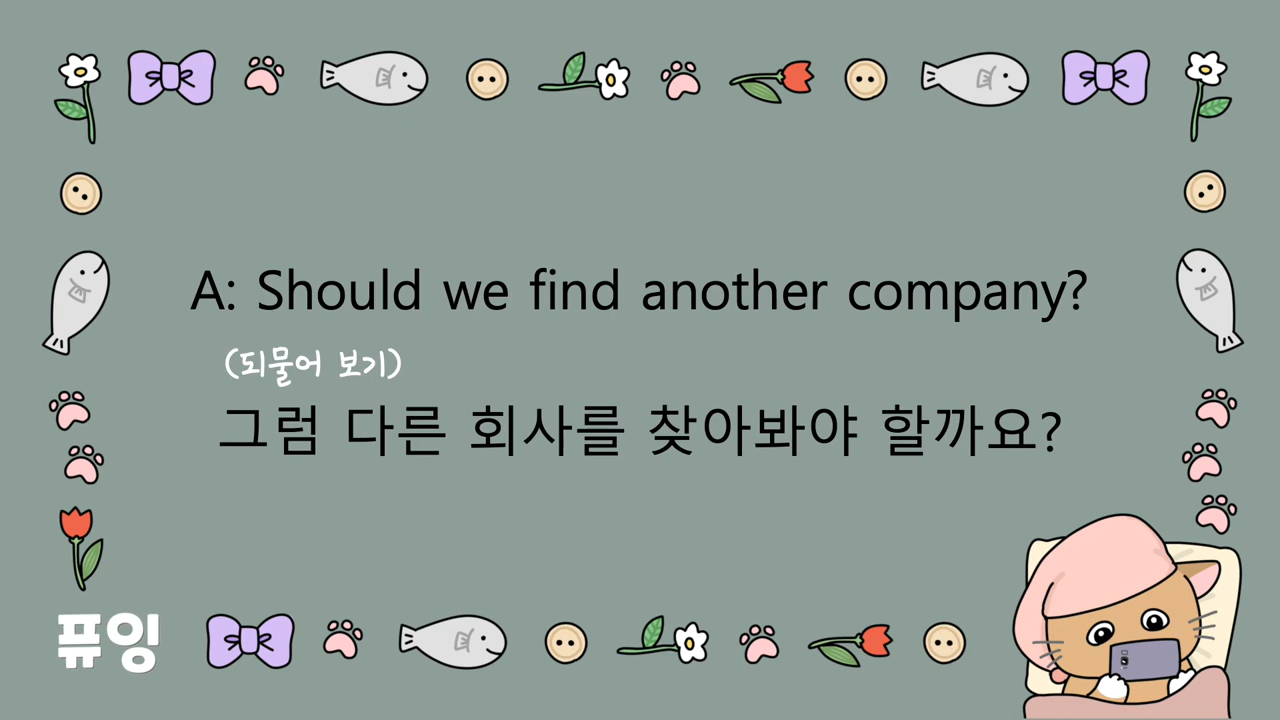 A: Should we find another company?
(되물어 보기)
그럼 다른 회사를 찾아봐야 할까요?
퓨잉